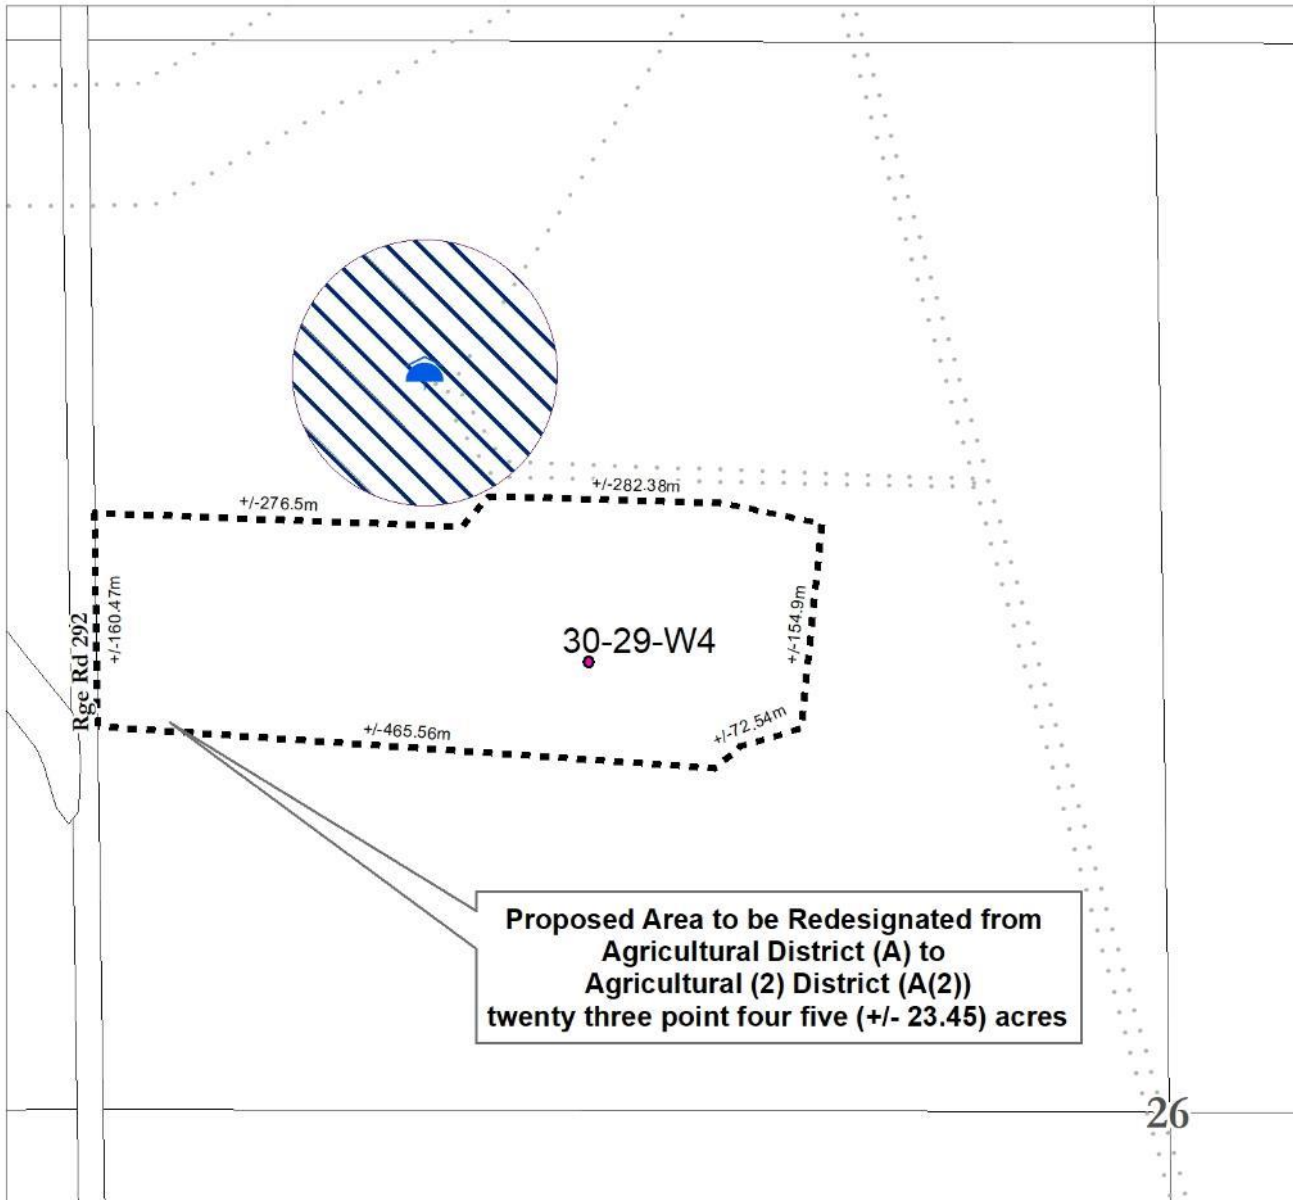 +/-276.5m
+/-282.38m
+/-160.47m
Rge Rd 292
30-29-W4
+/-154.9m
+/-465.56m
+/-72.54m
Proposed Area to be Redesignated from
Agricultural District (A) to
Agricultural (2) District (A(2))
twenty three point four five (+/- 23.45) acres
26